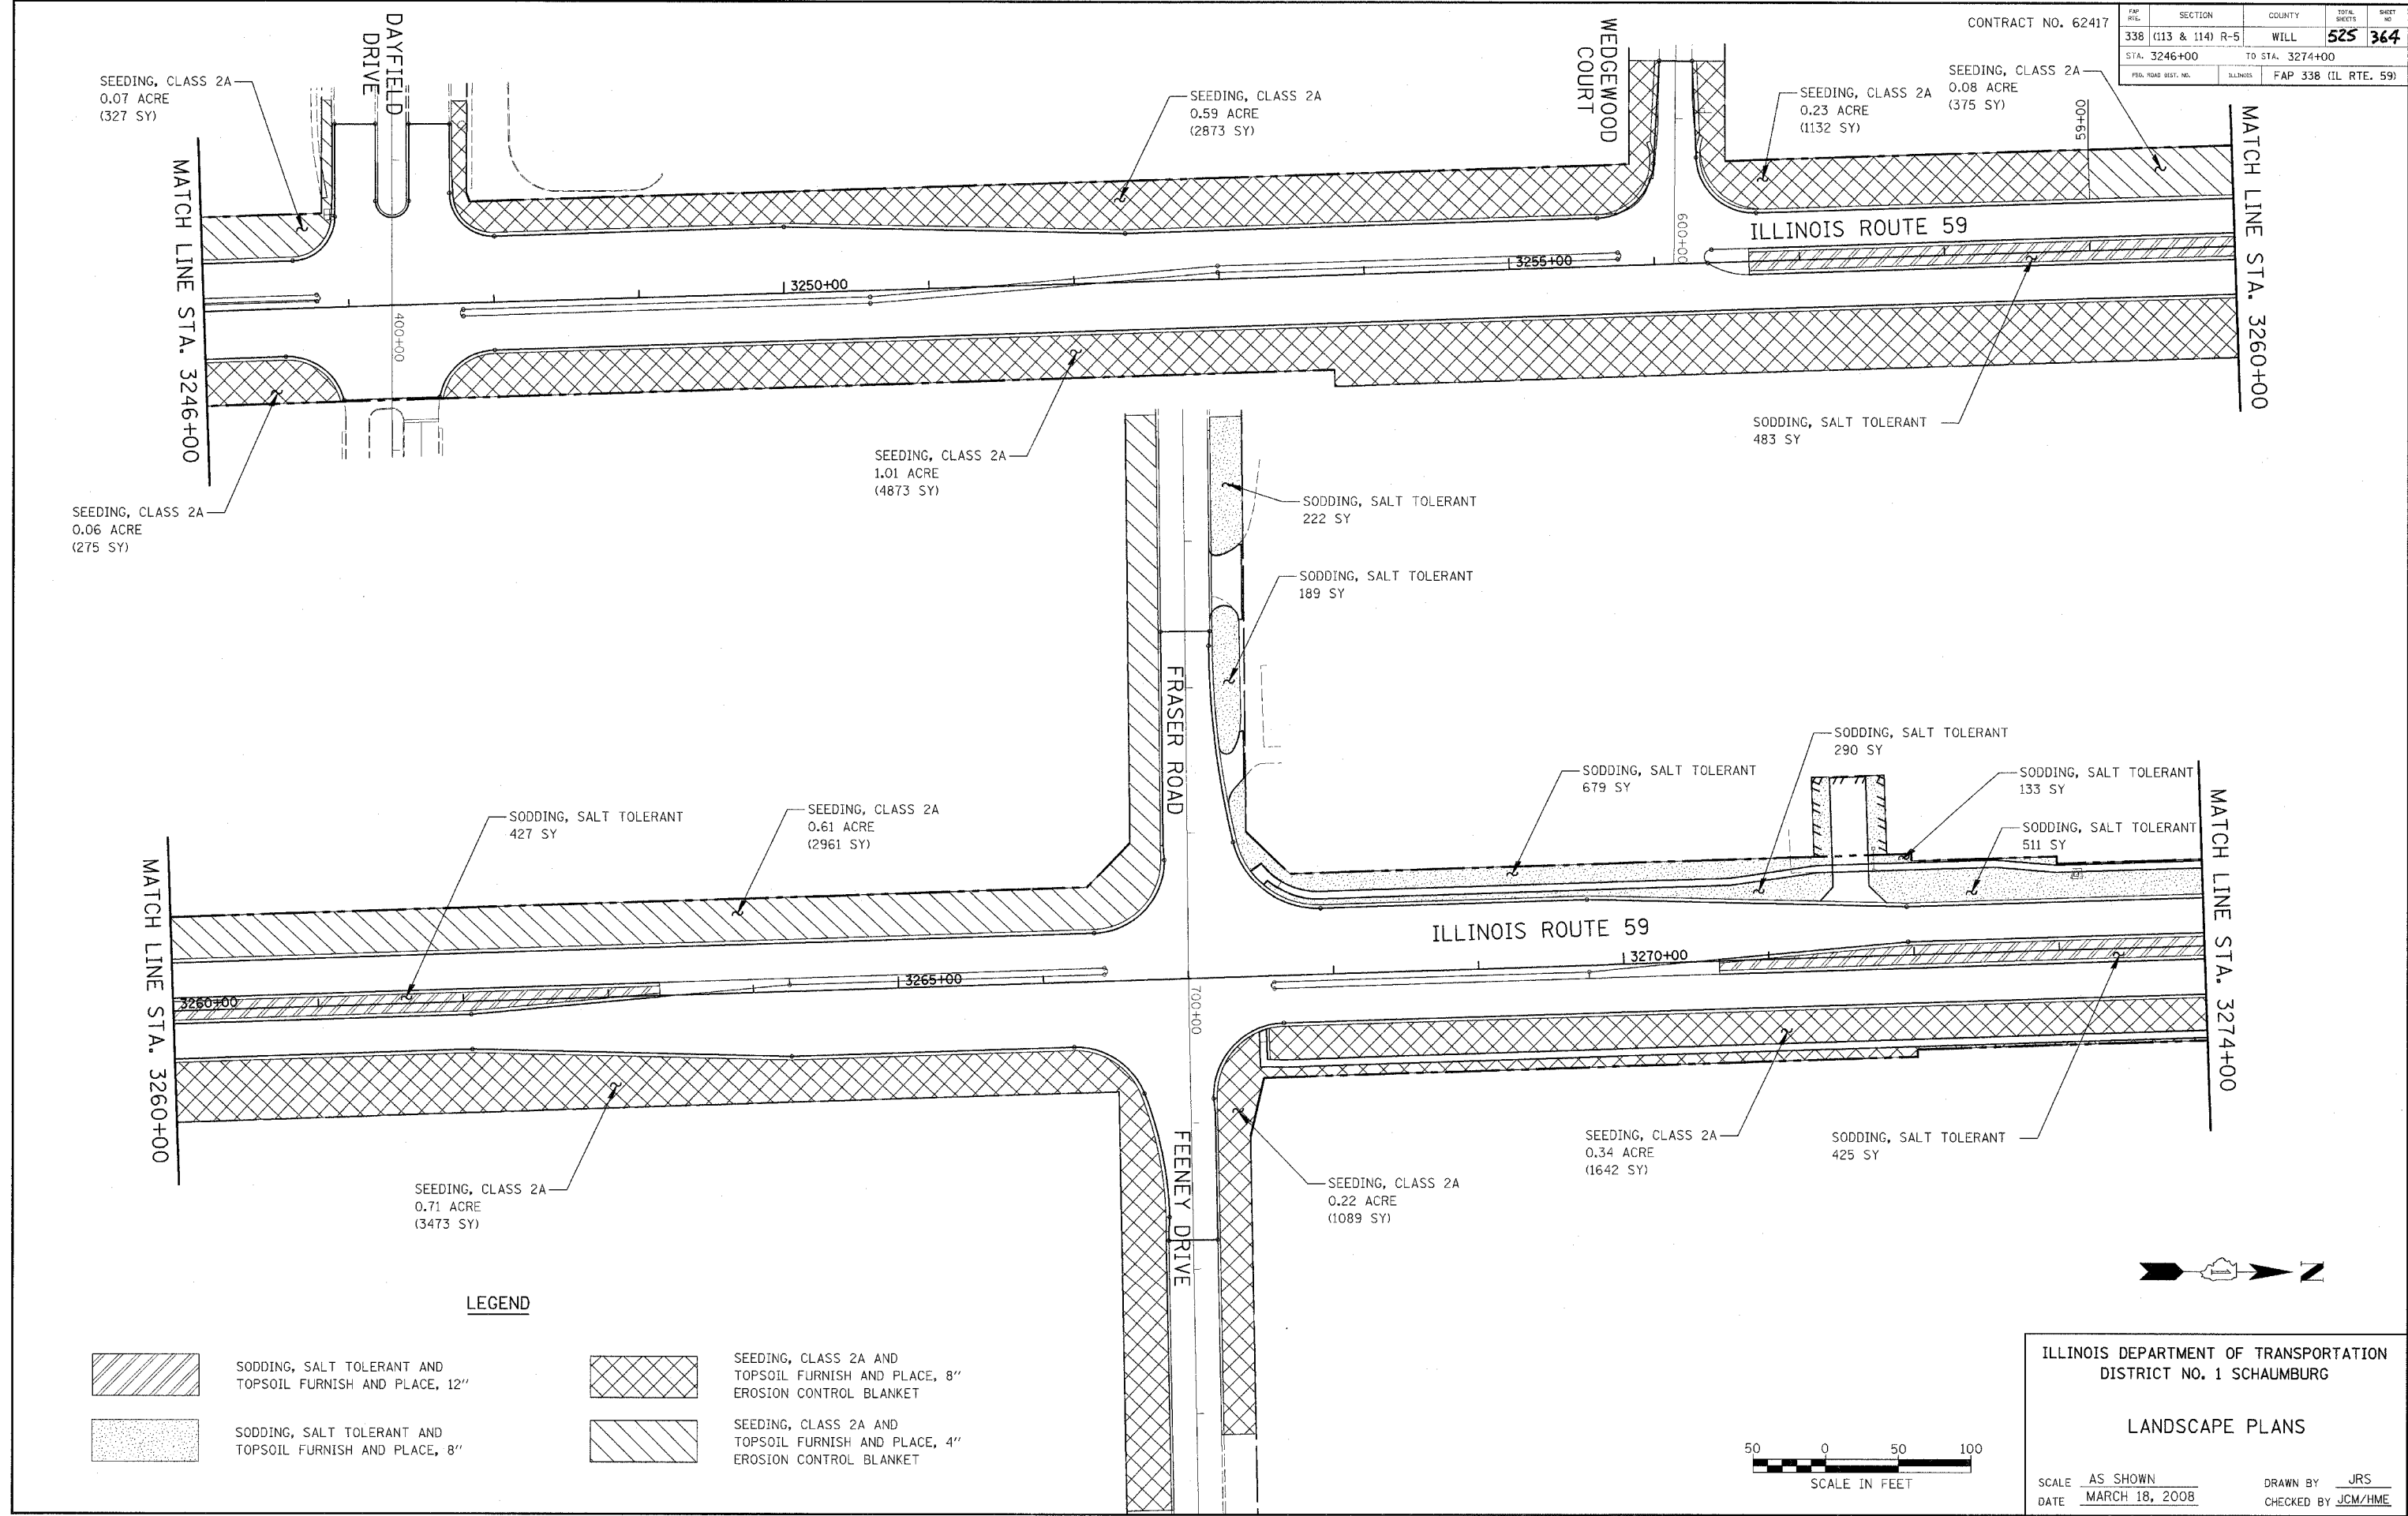 CONTRACT NO. 62417
FAP RTE.
SECTION
COUNTY
TOTAL SHEETS
SHEET NO
338
(113 & 114) R-5
WILL
525
364
STA. 3246+00
TO STA. 3274+00
FED. ROAD DIST. NO.
ILLINOIS
FAP 338 (IL RTE. 59)
DAYFIELD
DRIVE
WEDGEWOOD
COURT
SEEDING, CLASS 2A
0.07 ACRE
(327 SY)
SEEDING, CLASS 2A
0.59 ACRE
(2873 SY)
SEEDING, CLASS 2A
0.23 ACRE
(1132 SY)
SEEDING, CLASS 2A
0.08 ACRE
(375 SY)
59+00
MATCH LINE STA. 3246+00
MATCH LINE STA. 3260+00
ILLINOIS ROUTE 59
600+00
3255+00
3250+00
400+00
SEEDING, CLASS 2A
0.06 ACRE
(275 SY)
SEEDING, CLASS 2A
1.01 ACRE
(4873 SY)
SODDING, SALT TOLERANT
483 SY
SODDING, SALT TOLERANT
222 SY
SODDING, SALT TOLERANT
189 SY
FRASER ROAD
SODDING, SALT TOLERANT
290 SY
SODDING, SALT TOLERANT
679 SY
SODDING, SALT TOLERANT
133 SY
SODDING, SALT TOLERANT
511 SY
SODDING, SALT TOLERANT
427 SY
SEEDING, CLASS 2A
0.61 ACRE
(2961 SY)
MATCH LINE STA. 3260+00
MATCH LINE STA. 3274+00
ILLINOIS ROUTE 59
3260+00
3265+00
3270+00
700+00
FEENEY DRIVE
SEEDING, CLASS 2A
0.71 ACRE
(3473 SY)
SEEDING, CLASS 2A
0.22 ACRE
(1089 SY)
SEEDING, CLASS 2A
0.34 ACRE
(1642 SY)
SODDING, SALT TOLERANT
425 SY
N
LEGEND
SODDING, SALT TOLERANT AND
TOPSOIL FURNISH AND PLACE, 12"
SEEDING, CLASS 2A AND
TOPSOIL FURNISH AND PLACE, 8"
EROSION CONTROL BLANKET
SODDING, SALT TOLERANT AND
TOPSOIL FURNISH AND PLACE, 8"
SEEDING, CLASS 2A AND
TOPSOIL FURNISH AND PLACE, 4"
EROSION CONTROL BLANKET
50 0 50 100
SCALE IN FEET
ILLINOIS DEPARTMENT OF TRANSPORTATION
DISTRICT NO. 1 SCHAUMBURG
LANDSCAPE PLANS
SCALE AS SHOWN
DRAWN BY JRS
DATE MARCH 18, 2008
CHECKED BY JCM/HME